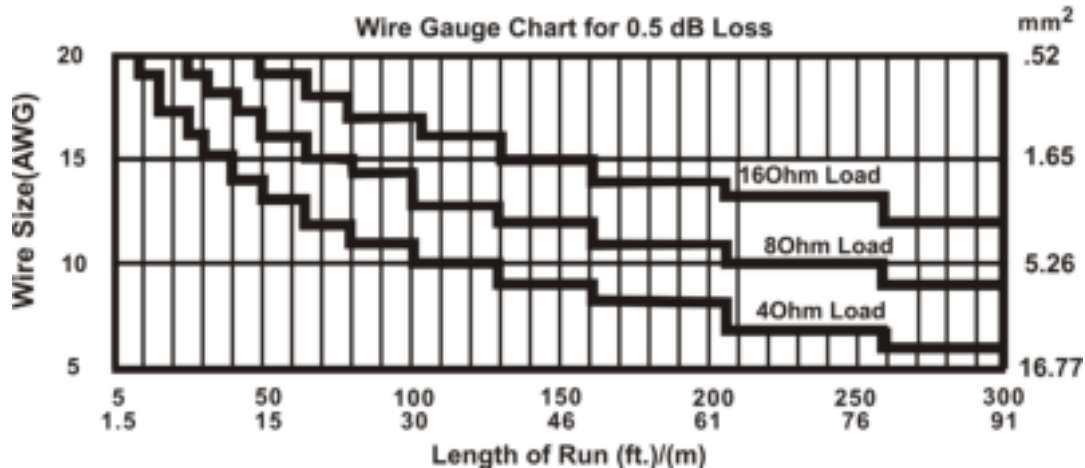 Wire Gauge Chart for 0.5 dB Loss
mm²
Wire Size(AWG)
20
15
10
5
.52
1.65
5.26
16.77
16Ohm Load
8Ohm Load
4Ohm Load
5 50 100 150 200 250 300
1.5 15 30 46 61 76 91
Length of Run (ft.)/(m)